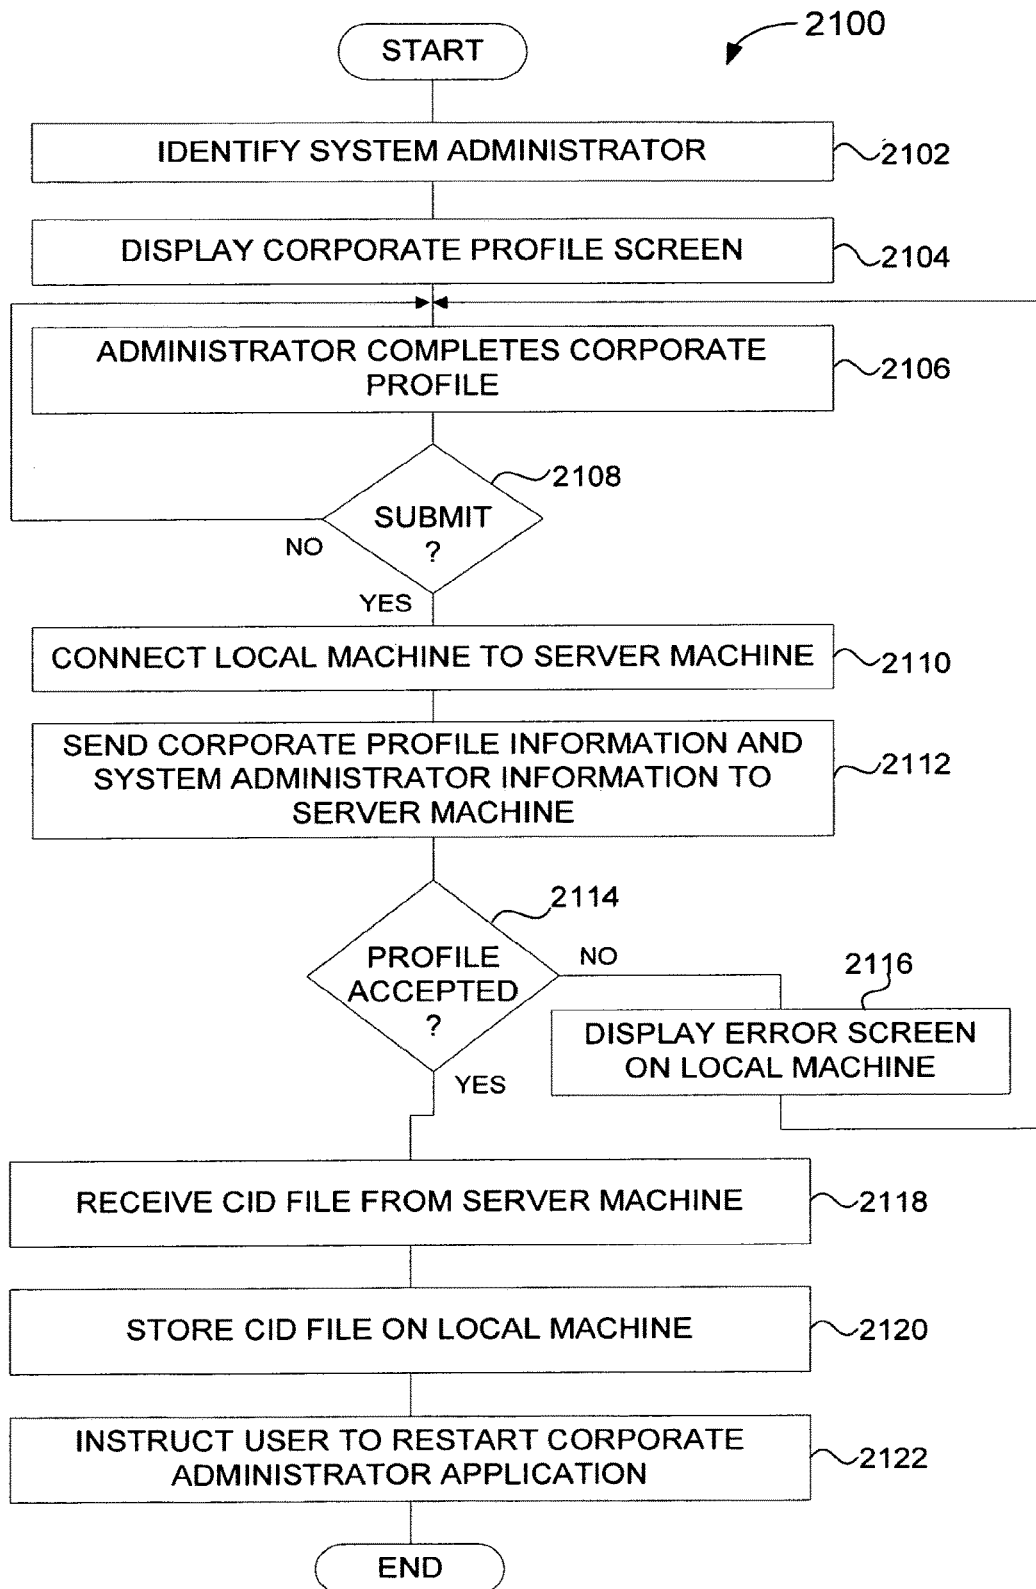 2100
START
IDENTIFY SYSTEM ADMINISTRATOR
2102
DISPLAY CORPORATE PROFILE SCREEN
2104
ADMINISTRATOR COMPLETES CORPORATE
PROFILE
2106
2108
SUBMIT
?
NO
YES
CONNECT LOCAL MACHINE TO SERVER MACHINE
2110
SEND CORPORATE PROFILE INFORMATION AND
SYSTEM ADMINISTRATOR INFORMATION TO
SERVER MACHINE
2112
2114
PROFILE
ACCEPTED
?
NO
YES
2116
DISPLAY ERROR SCREEN
ON LOCAL MACHINE
RECEIVE CID FILE FROM SERVER MACHINE
2118
STORE CID FILE ON LOCAL MACHINE
2120
INSTRUCT USER TO RESTART CORPORATE
ADMINISTRATOR APPLICATION
2122
END